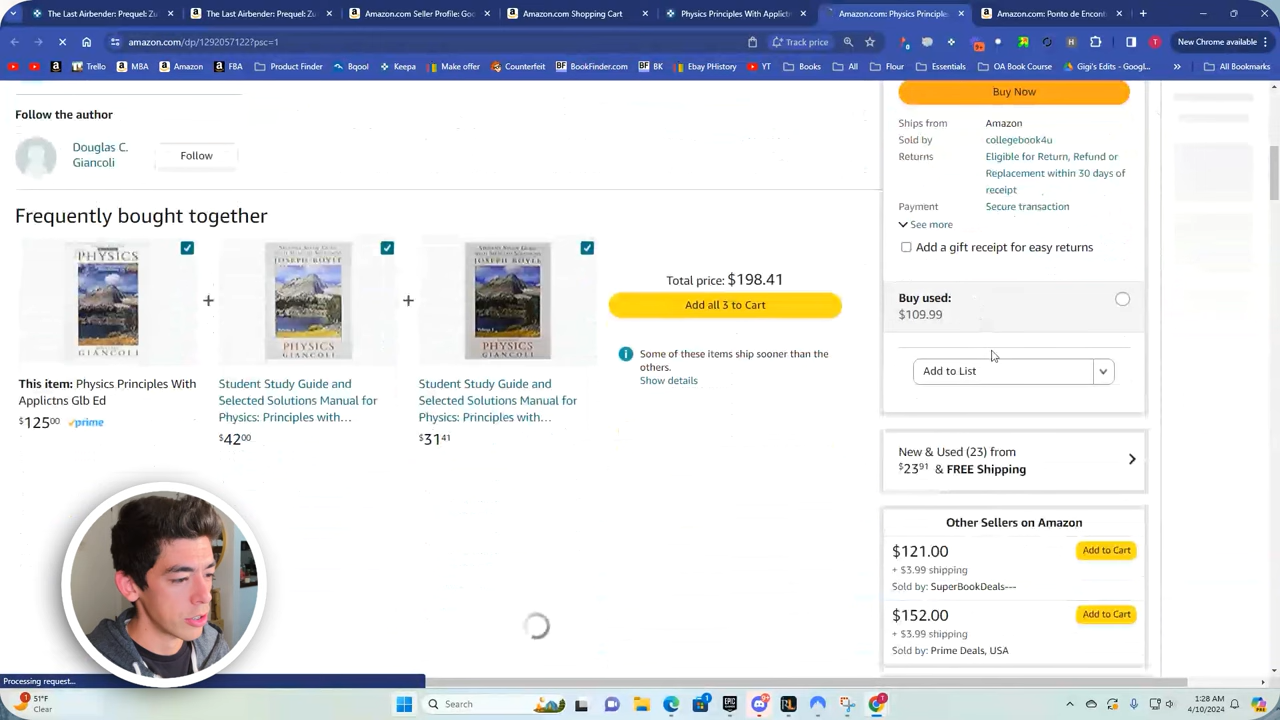 The Last Airbender: Prequel: Zu
The Last Airbender: Prequel: Zu
Amazon.com Seller Profile: Go
Amazon.com Shopping Cart
Physics Principles With Applictn
Amazon.com: Physics Principle
Amazon.com: Ponto de Encont
amazon.com/dp/1292057122?psc=1
Track price
New Chrome available
Trello
MBA
Amazon
FBA
Product Finder
Bqool
Keepa
Make offer
Counterfeit
BookFinder.com
BK
Ebay PHistory
YT
Books
All
Essentials
OA Book Course
Gigi's Edits - Googl...
All Bookmarks
Buy Now
Follow the author
Douglas C.
Giancoli
Follow
Ships from Amazon
Sold by collegebook4u
Returns Eligible for Return, Refund or
Replacement within 30 days of
receipt
Payment Secure transaction
See more
Add a gift receipt for easy returns
Frequently bought together
PHYSICS
GIANCOLI
JOSEPH BOYLE
PHYSICS
GIANCOLI
JOSEPH BOYLE
PHYSICS
GIANCOLI
This item: Physics Principles With
Applictns Glb Ed
$125.00 prime
Student Study Guide and
Selected Solutions Manual for
Physics: Principles with...
$42.00
Student Study Guide and
Selected Solutions Manual for
Physics: Principles with...
$31.41
Total price: $198.41
Add all 3 to Cart
Some of these items ship sooner than the
others.
Show details
Buy used:
$109.99
Add to List
New & Used (23) from
$23.91 & FREE Shipping
Other Sellers on Amazon
$121.00
Add to Cart
+ $3.99 shipping
Sold by: SuperBookDeals---
$152.00
Add to Cart
+ $3.99 shipping
Sold by: Prime Deals, USA
Processing request...
51°F
Clear
Search
1:28 AM
4/10/2024